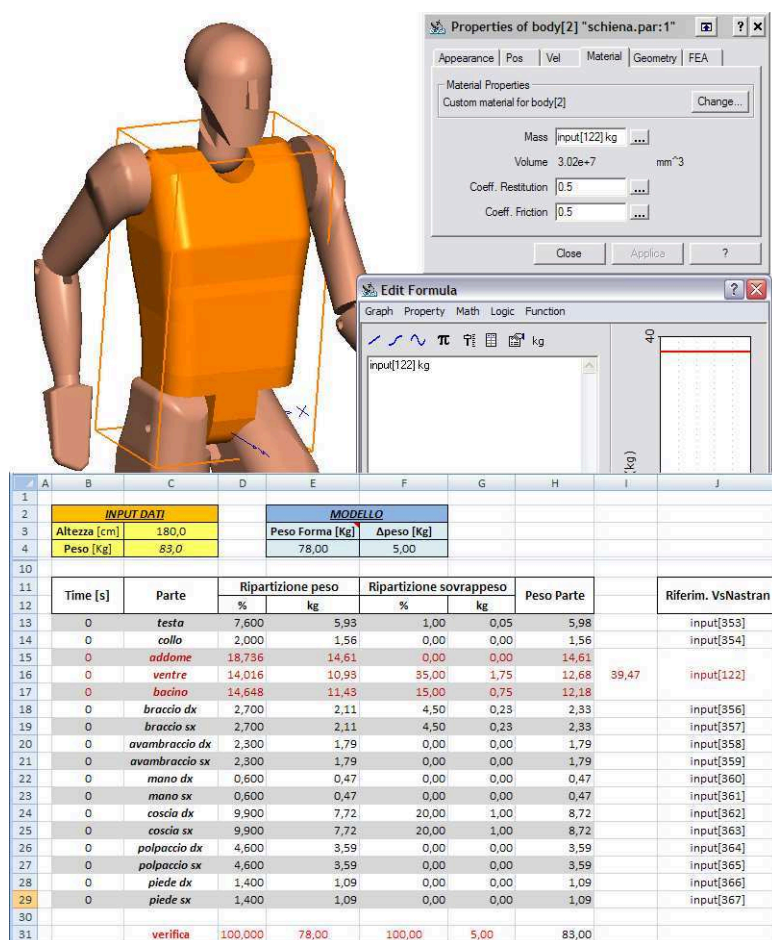 Properties of body[2] "schiena.par:1"
Appearance Pos Vel Material Geometry FEA
Material Properties
Custom material for body[2] Change...
Mass input[122] kg ...
Volume 3.02e+7 mm^3
Coeff. Restitution 0.5 ...
Coeff. Friction 0.5 ...
Close Applica ?
Edit Formula
Graph Property Math Logic Function
π kg
input[122] kg
40
(kg)
X
A B C D E F G H I J
1
2 INPUT DATI MODELLO
3 Altezza [cm] 180,0 Peso Forma [Kg] Δpeso [Kg]
4 Peso [Kg] 83,0 78,00 5,00
10
11 Time [s] Parte Ripartizione peso Ripartizione sovrappeso Peso Parte Riferim. VsNastran
12 % kg % kg
13 0 testa 7,600 5,93 1,00 0,05 5,98 input[353]
14 0 collo 2,000 1,56 0,00 0,00 1,56 input[354]
15 0 addome 18,736 14,61 0,00 0,00 14,61
16 0 ventre 14,016 10,93 35,00 1,75 12,68 39,47 input[122]
17 0 bacino 14,648 11,43 15,00 0,75 12,18
18 0 braccio dx 2,700 2,11 4,50 0,23 2,33 input[356]
19 0 braccio sx 2,700 2,11 4,50 0,23 2,33 input[357]
20 0 avambraccio dx 2,300 1,79 0,00 0,00 1,79 input[358]
21 0 avambraccio sx 2,300 1,79 0,00 0,00 1,79 input[359]
22 0 mano dx 0,600 0,47 0,00 0,00 0,47 input[360]
23 0 mano sx 0,600 0,47 0,00 0,00 0,47 input[361]
24 0 coscia dx 9,900 7,72 20,00 1,00 8,72 input[362]
25 0 coscia sx 9,900 7,72 20,00 1,00 8,72 input[363]
26 0 polpaccio dx 4,600 3,59 0,00 0,00 3,59 input[364]
27 0 polpaccio sx 4,600 3,59 0,00 0,00 3,59 input[365]
28 0 piede dx 1,400 1,09 0,00 0,00 1,09 input[366]
29 0 piede sx 1,400 1,09 0,00 0,00 1,09 input[367]
30
31 verifica 100,000 78,00 100,00 5,00 83,00